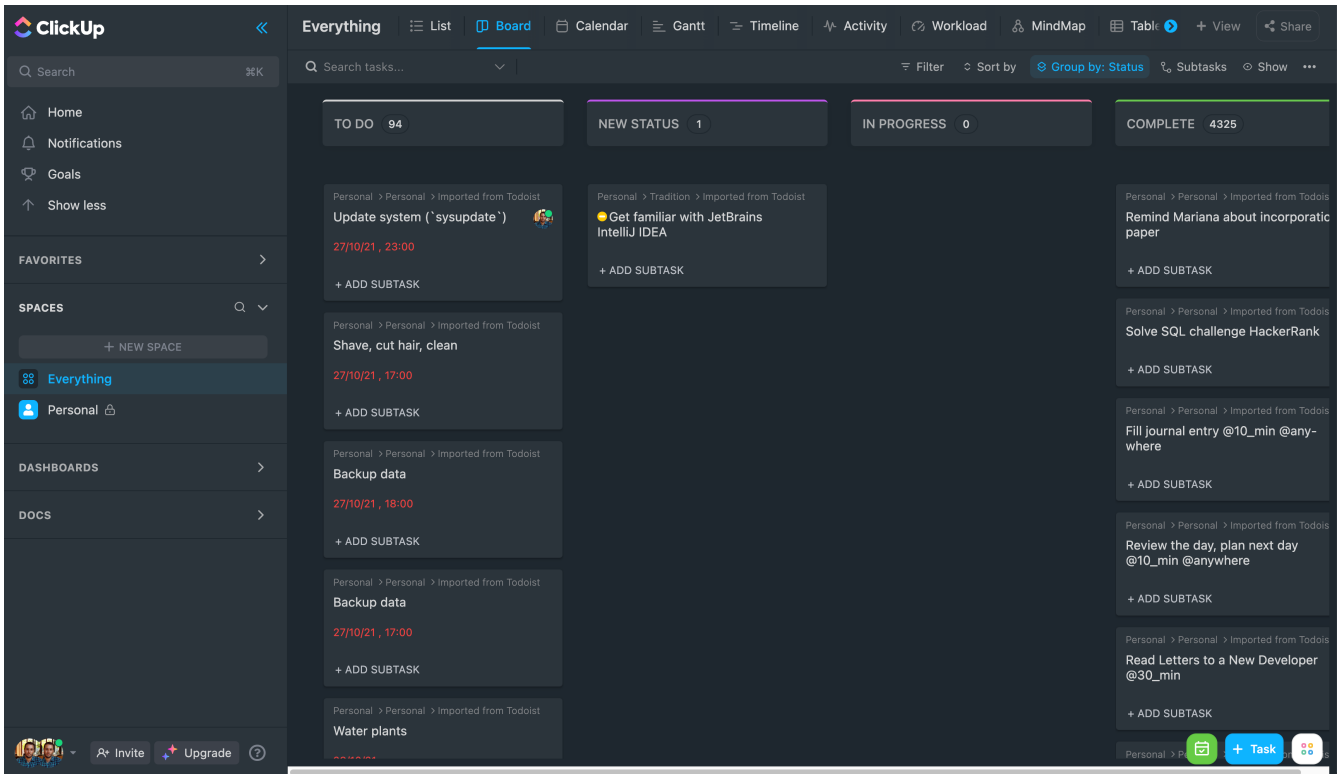 ClickUp
Search ⌘K
Home
Notifications
Goals
Show less
FAVORITES
SPACES
+ NEW SPACE
Everything
Personal
DASHBOARDS
DOCS
Invite
Upgrade
?
Everything List Board Calendar Gantt Timeline Activity Workload MindMap Table + View Share
Search tasks... Filter Sort by Group by: Status Subtasks Show
TO DO 94
Personal > Personal > Imported from Todoist
Update system (`sysupdate`)
27/10/21 , 23:00
+ ADD SUBTASK
Personal > Personal > Imported from Todoist
Shave, cut hair, clean
27/10/21 , 17:00
+ ADD SUBTASK
Personal > Personal > Imported from Todoist
Backup data
27/10/21 , 18:00
+ ADD SUBTASK
Personal > Personal > Imported from Todoist
Backup data
27/10/21 , 17:00
+ ADD SUBTASK
Personal > Personal > Imported from Todoist
Water plants
NEW STATUS 1
Personal > Tradition > Imported from Todoist
Get familiar with JetBrains
IntelliJ IDEA
+ ADD SUBTASK
IN PROGRESS 0
COMPLETE 4325
Personal > Personal > Imported from Todois
Remind Mariana about incorporatic
paper
+ ADD SUBTASK
Personal > Personal > Imported from Todois
Solve SQL challenge HackerRank
+ ADD SUBTASK
Personal > Personal > Imported from Todois
Fill journal entry @10_min @any-
where
+ ADD SUBTASK
Personal > Personal > Imported from Todois
Review the day, plan next day
@10_min @anywhere
+ ADD SUBTASK
Personal > Personal > Imported from Todois
Read Letters to a New Developer
@30_min
+ ADD SUBTASK
Personal > P
+ Task